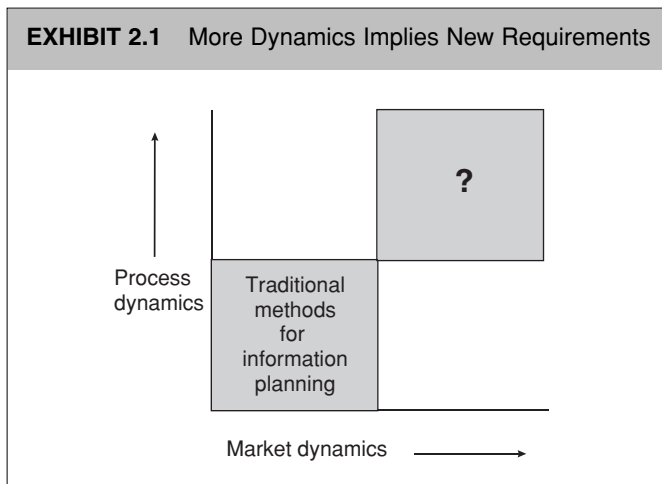 EXHIBIT 2.1 More Dynamics Implies New Requirements
?
Process
dynamics
Traditional
methods
for
information
planning
Market dynamics